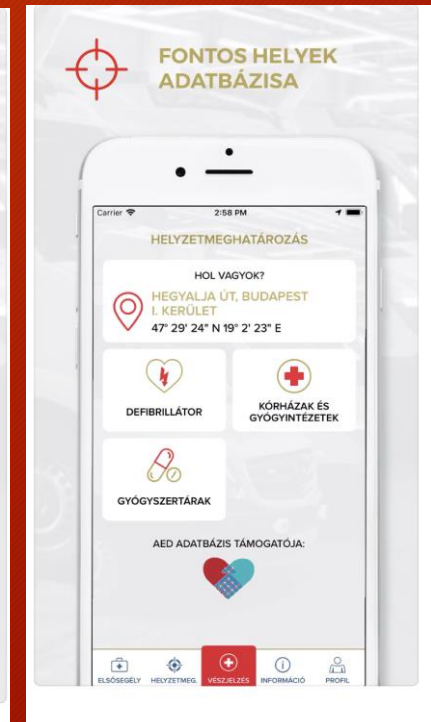 FONTOS HELYEK
ADATBÁZISA
Carrier 2:58 PM
HELYZETMEGHATÁROZÁS
HOL VAGYOK?
HEGYALJA ÚT, BUDAPEST
I. KERÜLET
47° 29' 24" N 19° 2' 23" E
DEFIBRILLÁTOR
KÓRHÁZAK ÉS
GYÓGYINTÉZETEK
GYÓGYSZERTÁRAK
AED ADATBÁZIS TÁMOGATÓJA:
ELSŐSEGÉLY HELYZETMEG. VÉSZJELZÉS INFORMÁCIÓ PROFIL